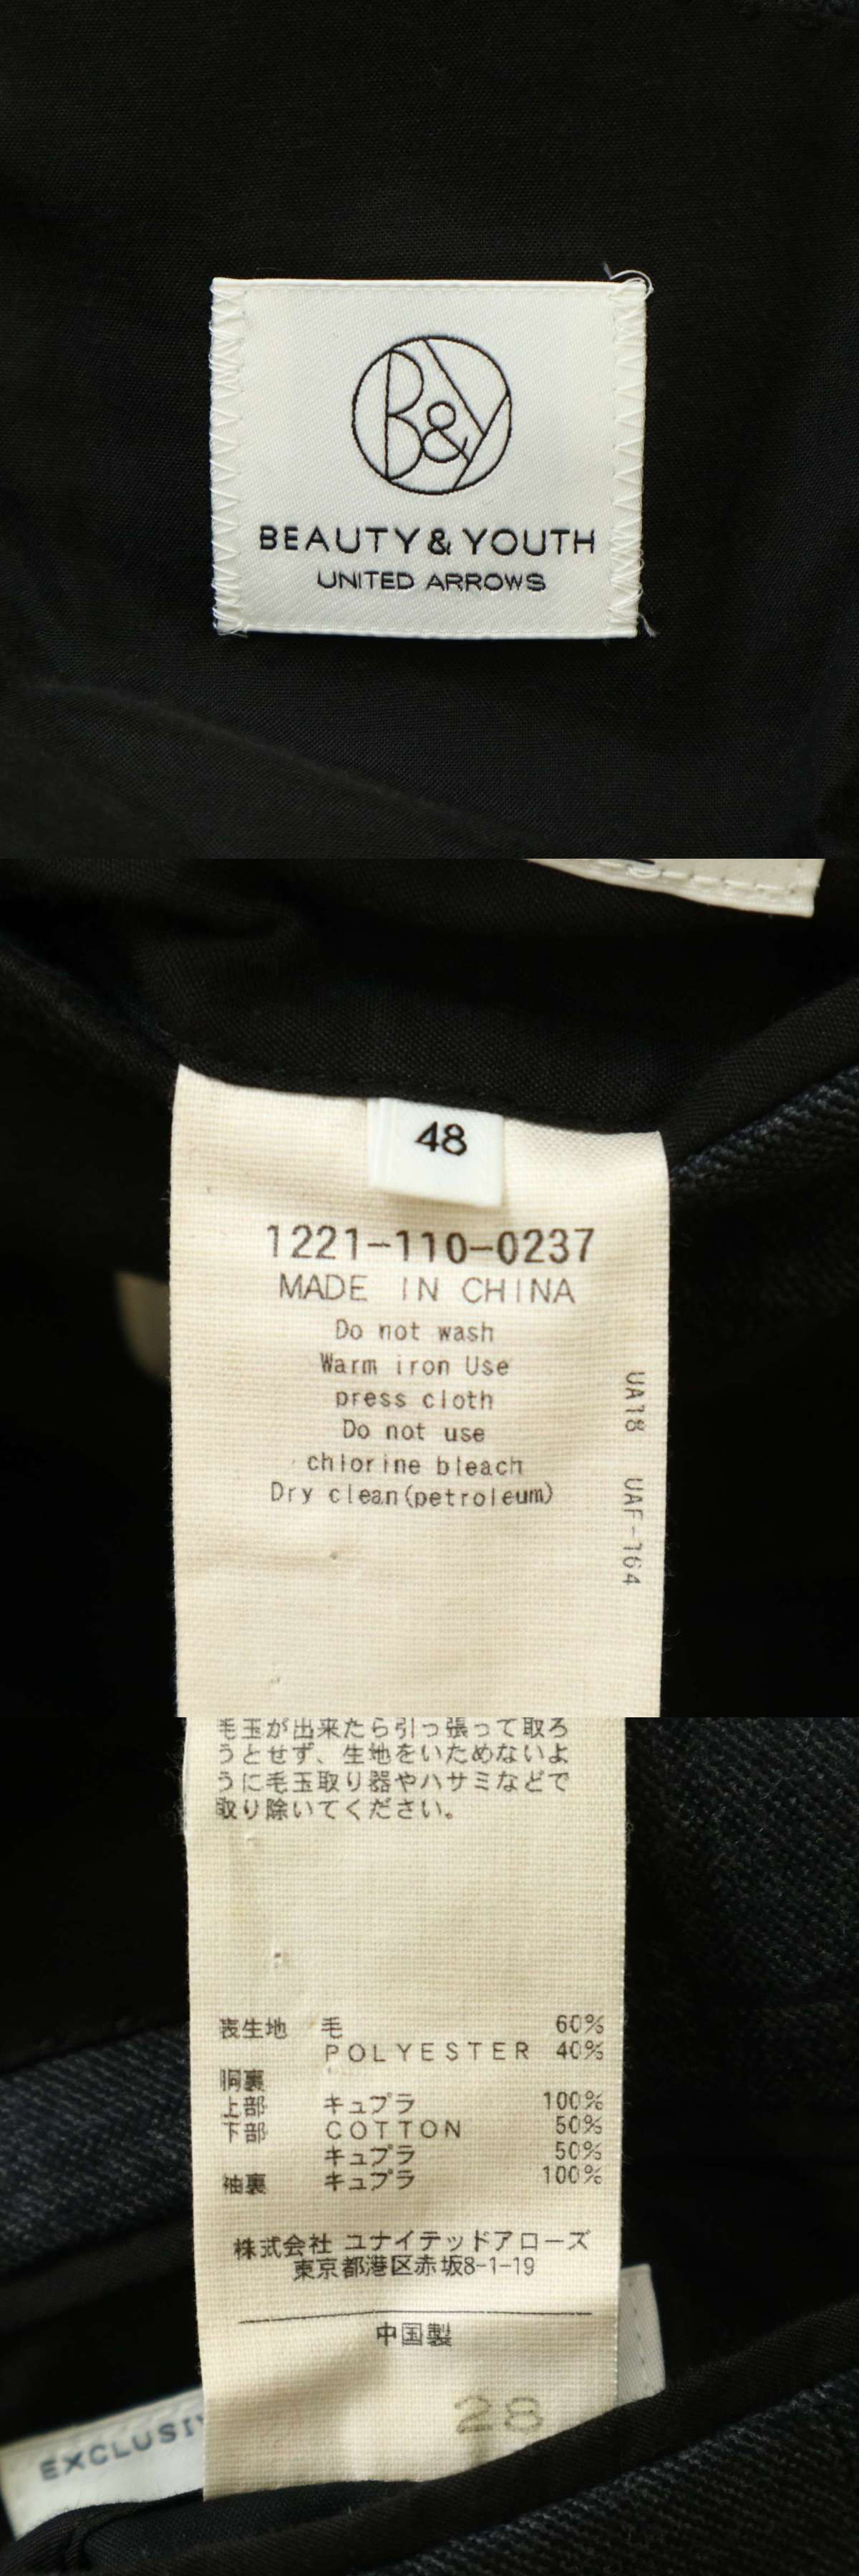 B&Y
BEAUTY & YOUTH
UNITED ARROWS
48
1221-110-0237
MADE IN CHINA
Do not wash
Warm iron Use
press cloth
Do not use
chlorine bleach
Dry clean(petroleum)
UA18 UAF-164
毛玉が出来たら引っ張って取ろ
うとせず、生地をいためないよ
うに毛玉取り器やハサミなどで
取り除いてください。
表生地 毛 60%
POLYESTER 40%
胴裏
上部 キュプラ 100%
下部 COTTON 50%
キュプラ 50%
袖裏 キュプラ 100%
株式会社 ユナイテッドアローズ
東京都港区赤坂8-1-19
中国製
28